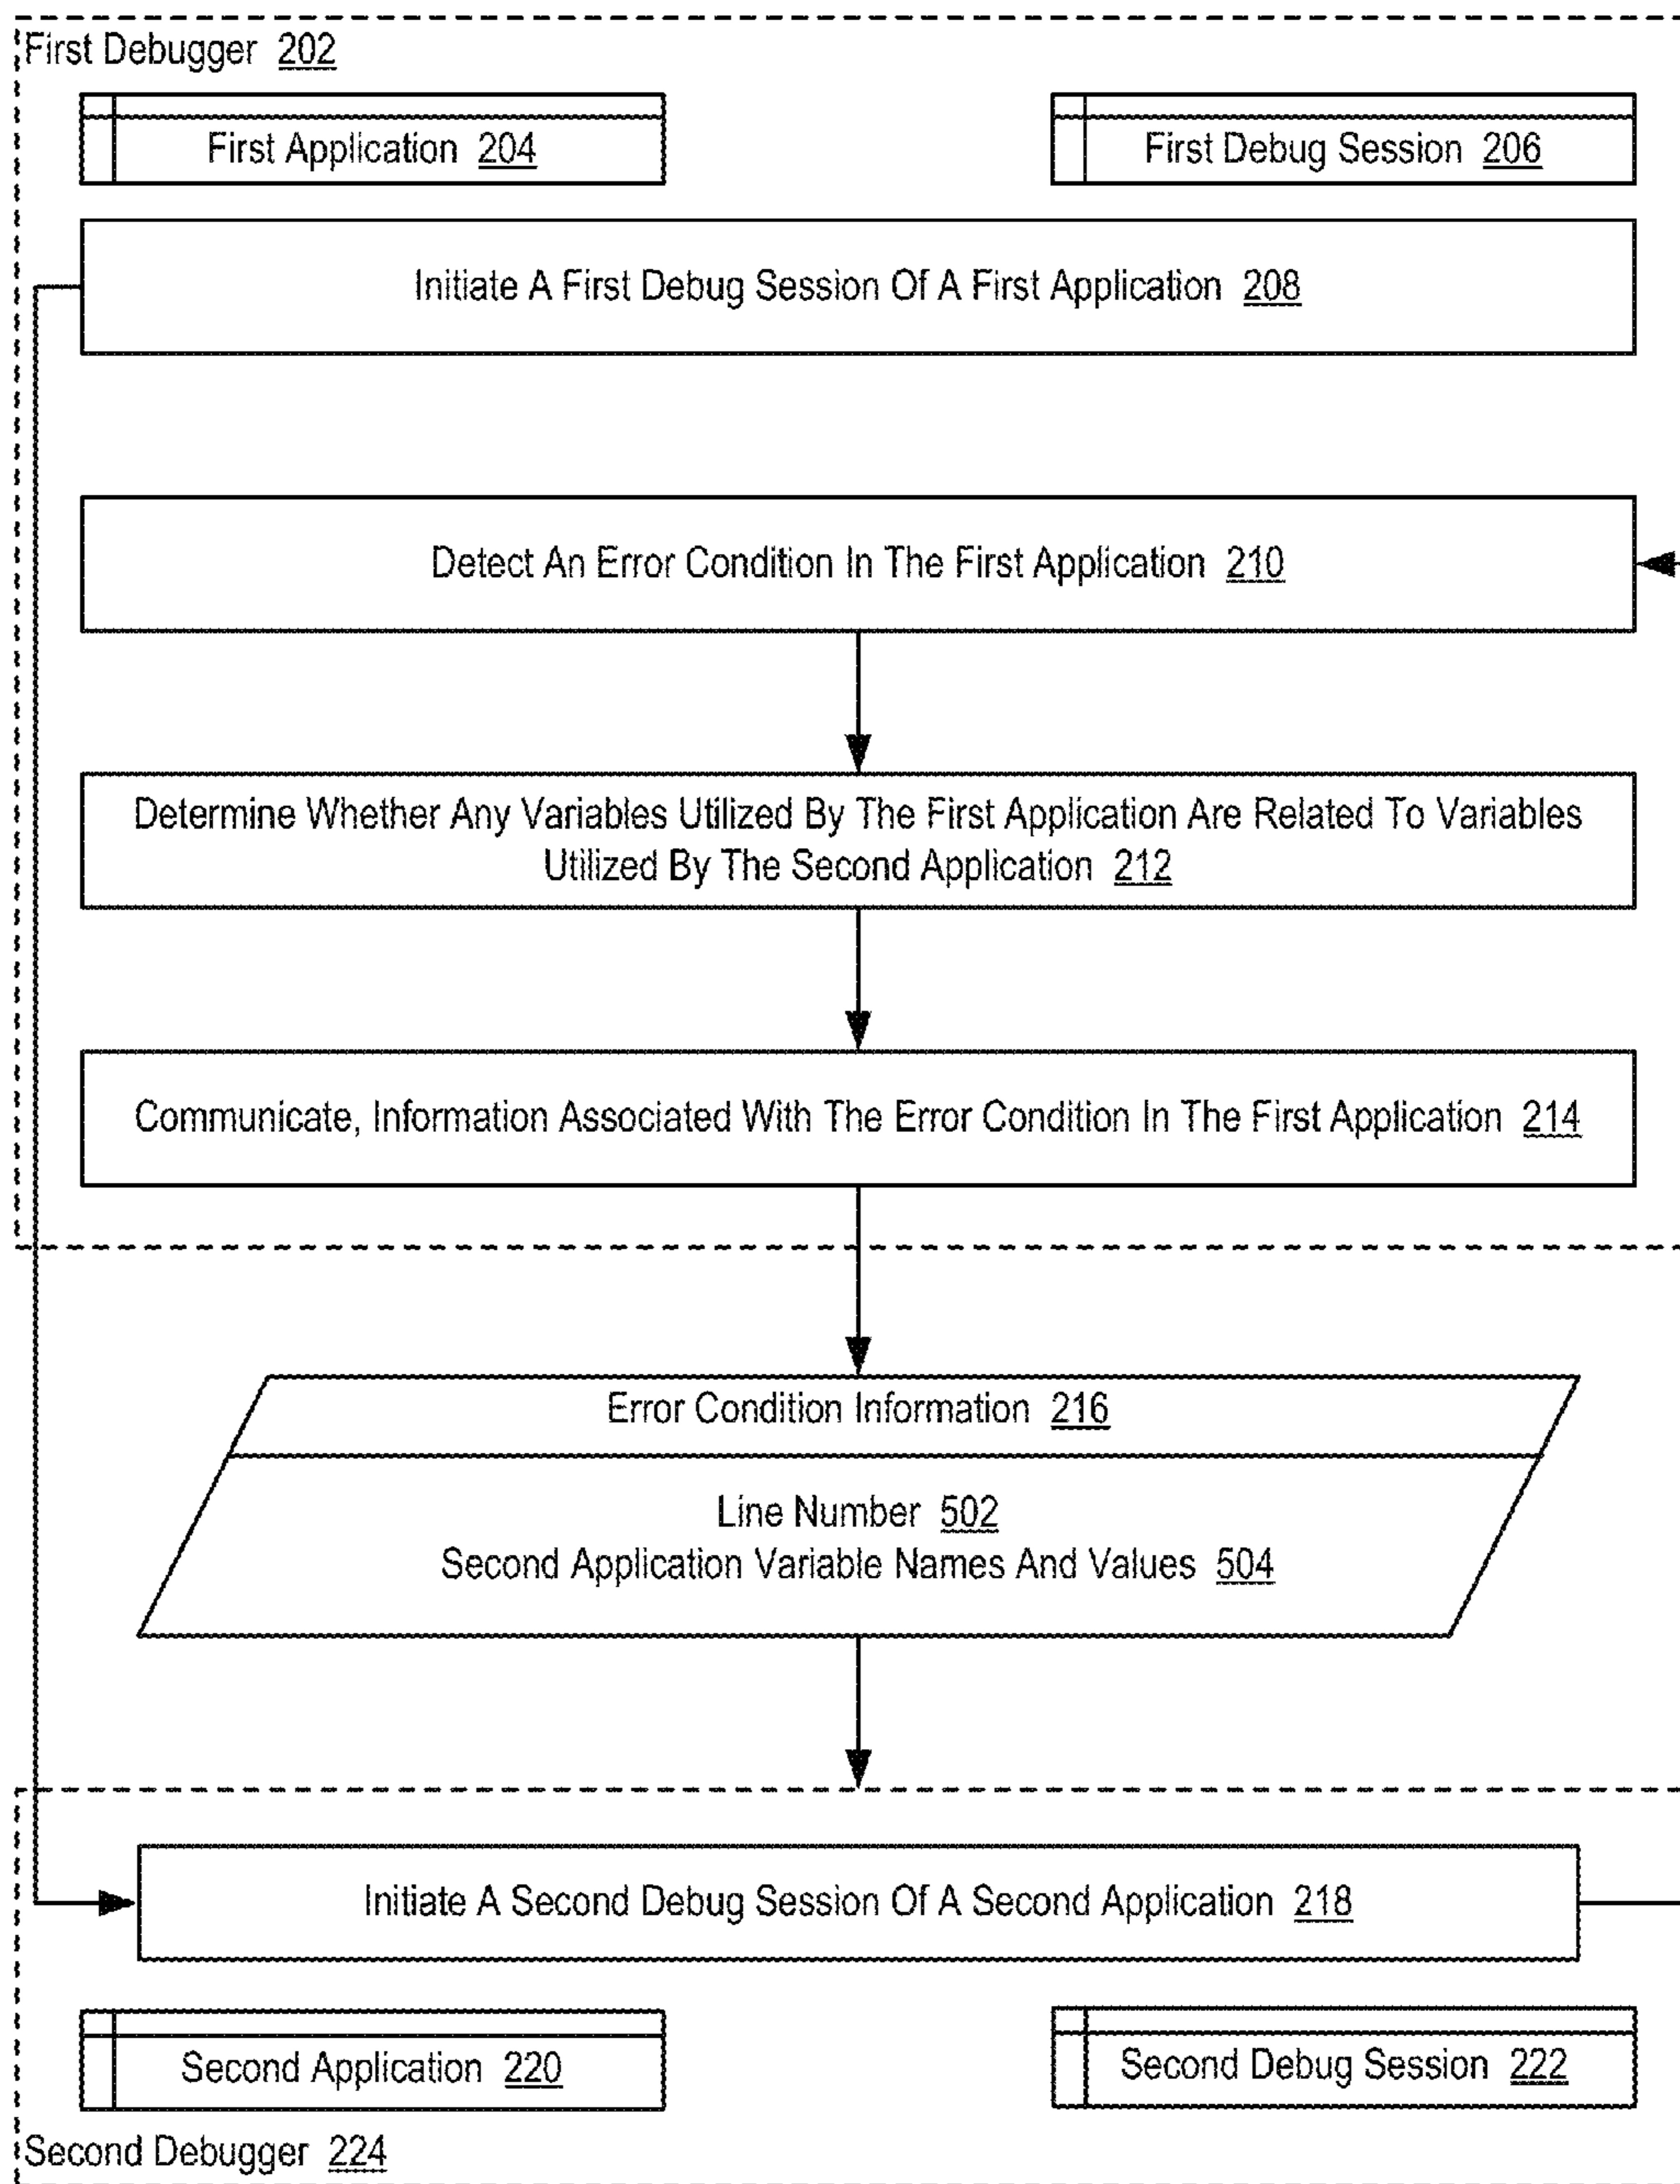 First Debugger 202
First Application 204
First Debug Session 206
Initiate A First Debug Session Of A First Application 208
Detect An Error Condition In The First Application 210
Determine Whether Any Variables Utilized By The First Application Are Related To Variables
Utilized By The Second Application 212
Communicate, Information Associated With The Error Condition In The First Application 214
Error Condition Information 216
Line Number 502
Second Application Variable Names And Values 504
Initiate A Second Debug Session Of A Second Application 218
Second Application 220
Second Debug Session 222
Second Debugger 224